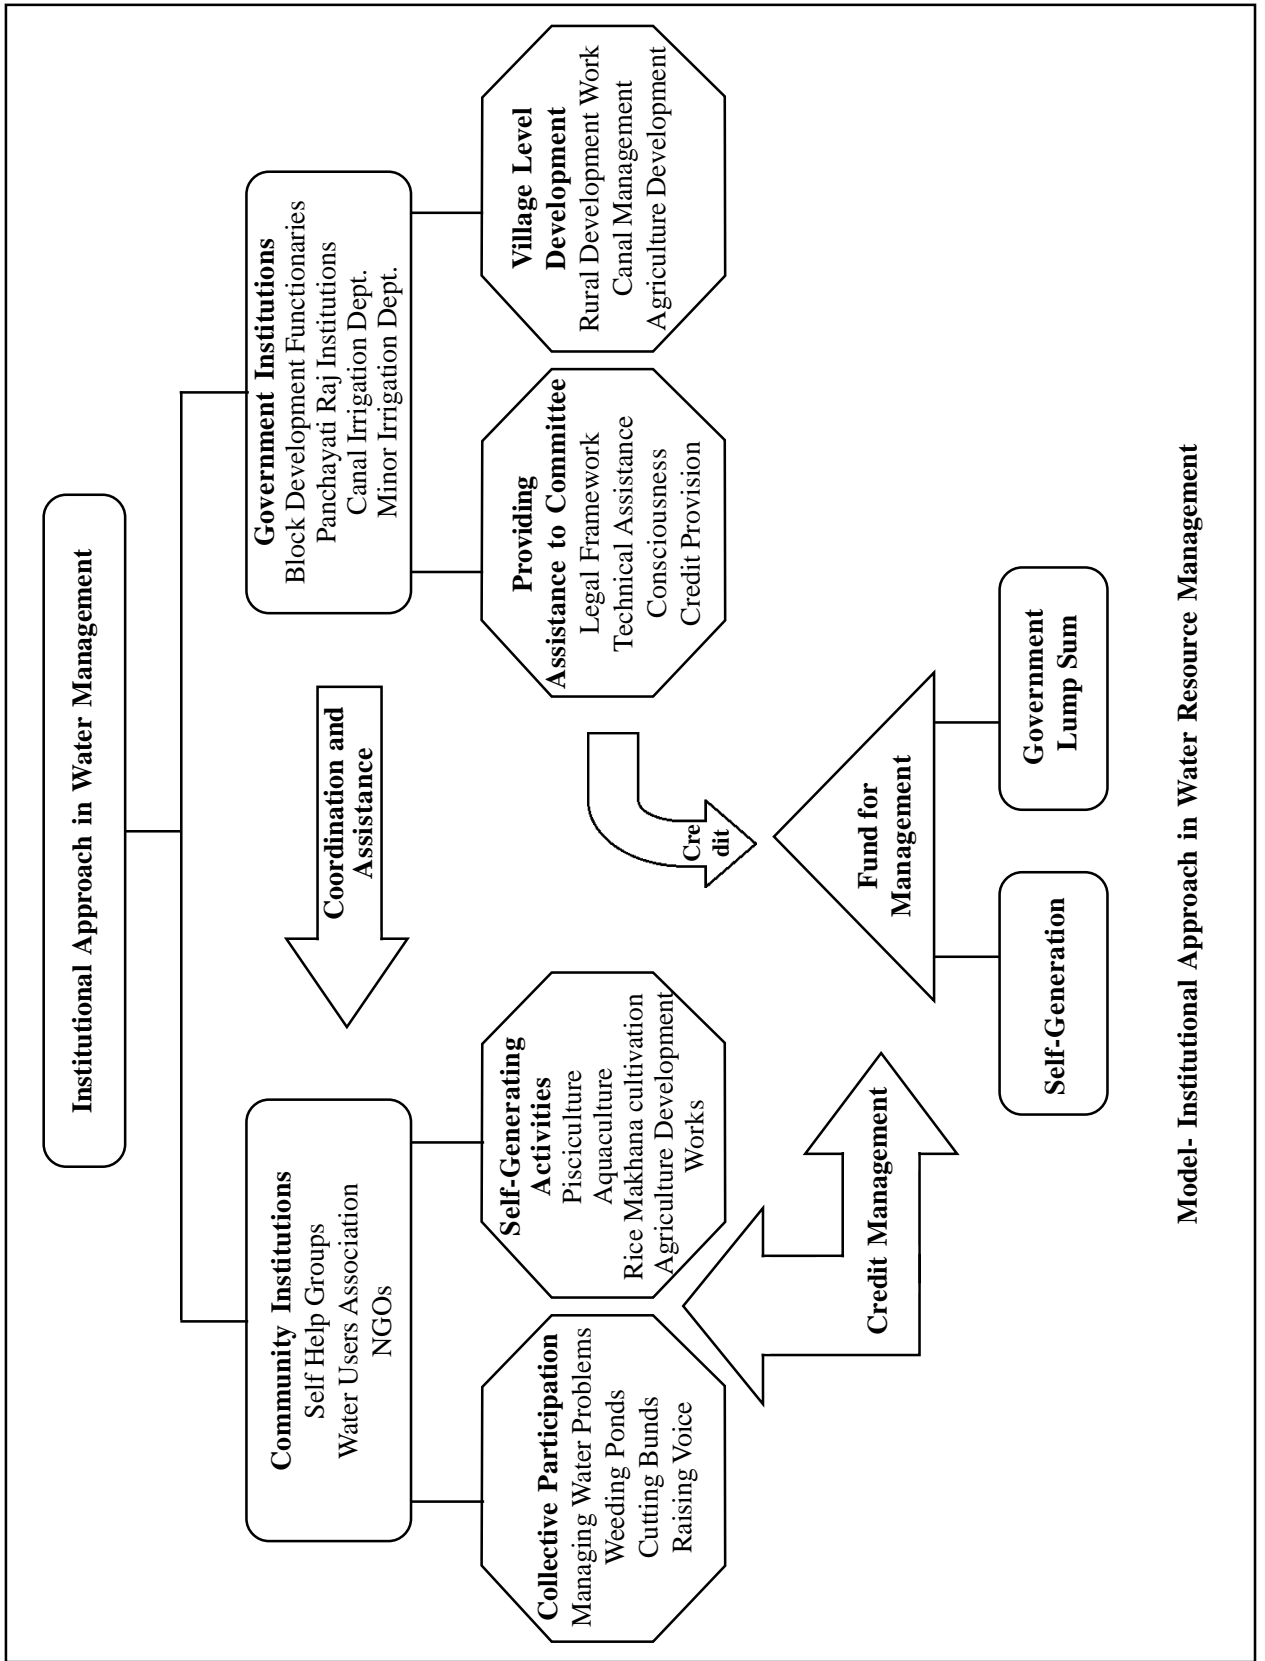 Institutional Approach in Water Management
Community Institutions
Self Help Groups
Water Users Association
NGOs
Coordination and
Assistance
Government Institutions
Block Development Functionaries
Panchayati Raj Institutions
Canal Irrigation Dept.
Minor Irrigation Dept.
Collective Participation
Managing Water Problems
Weeding Ponds
Cutting Bunds
Raising Voice
Self-Generating
Activities
Pisciculture
Aquaculture
Rice Makhana cultivation
Agriculture Development
Works
Providing
Assistance to Committee
Legal Framework
Technical Assistance
Consciousness
Credit Provision
Village Level
Development
Rural Development Work
Canal Management
Agriculture Development
Cre
dit
Credit Management
Fund for
Management
Self-Generation
Government
Lump Sum
Model- Institutional Approach in Water Resource Management